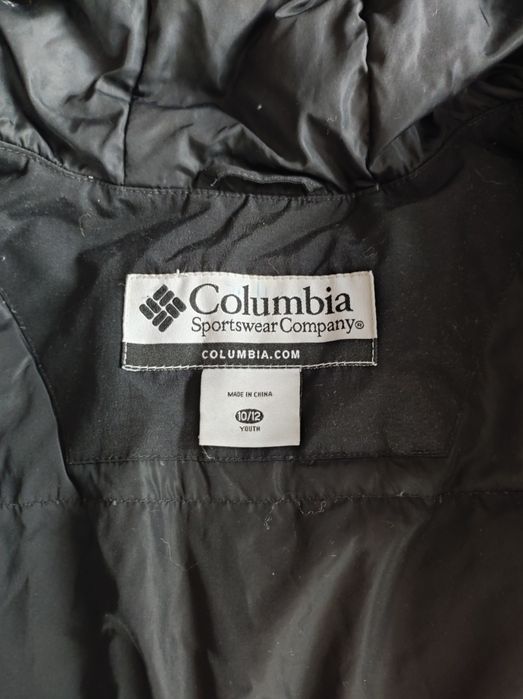 Columbia
Sportswear Company®
COLUMBIA.COM
MADE IN CHINA
10/12
YOUTH